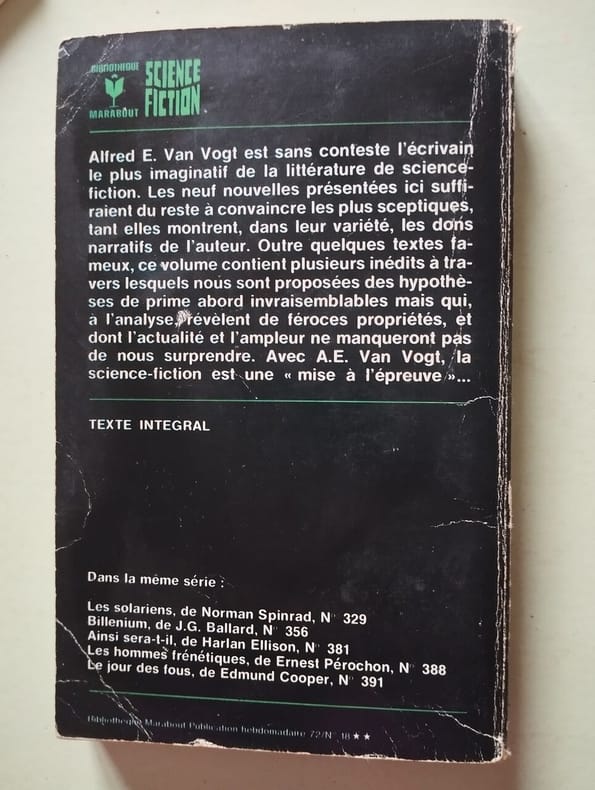 BIBLIOTHEQUE
MARABOUT
SCIENCE
FICTION
Alfred E. Van Vogt est sans conteste l'écrivain
le plus imaginatif de la littérature de science-
fiction. Les neuf nouvelles présentées ici suffi-
raient du reste à convaincre les plus sceptiques,
tant elles montrent, dans leur variété, les dons
narratifs de l'auteur. Outre quelques textes fa-
meux, ce volume contient plusieurs inédits à tra-
vers lesquels nous sont proposées des hypothè-
ses de prime abord invraisemblables mais qui,
à l'analyse, révèlent de féroces propriétés, et
dont l'actualité et l'ampleur ne manqueront pas
de nous surprendre. Avec A.E. Van Vogt, la
science-fiction est une « mise à l'épreuve »...
TEXTE INTEGRAL
Dans la même série :
Les solariens, de Norman Spinrad, N° 329
Billenium, de J.G. Ballard, N° 356
Ainsi sera-t-il, de Harlan Ellison, N° 381
Les hommes frénétiques, de Ernest Pérochon, N° 388
Le jour des fous, de Edmund Cooper, N° 391
Bibliothèque Marabout Publication hebdomadaire 72/N° 18 ★★